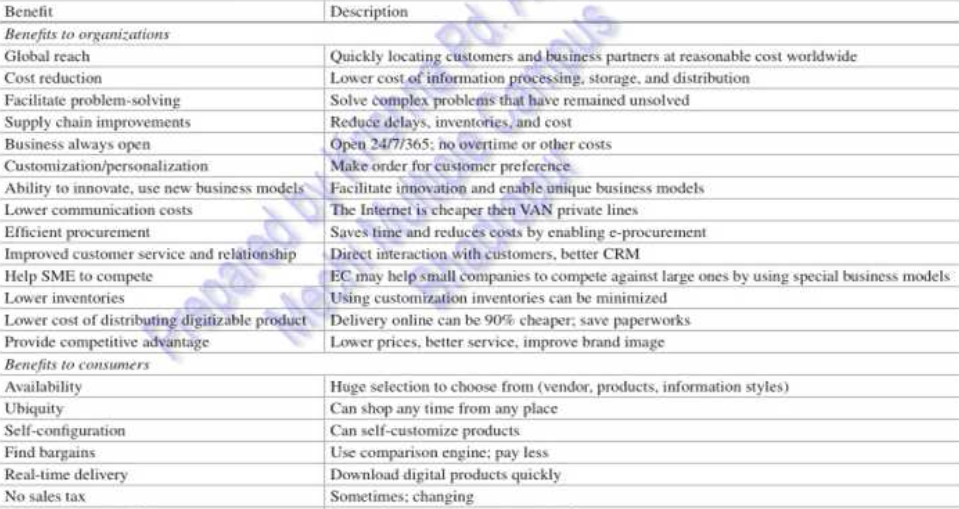 Benefit Description
Benefits to organizations
Global reach Quickly locating customers and business partners at reasonable cost worldwide
Cost reduction Lower cost of information processing, storage, and distribution
Facilitate problem-solving Solve complex problems that have remained unsolved
Supply chain improvements Reduce delays, inventories, and cost
Business always open Open 24/7/365; no overtime or other costs
Customization/personalization Make order for customer preference
Ability to innovate, use new business models Facilitate innovation and enable unique business models
Lower communication costs The Internet is cheaper then VAN private lines
Efficient procurement Saves time and reduces costs by enabling e-procurement
Improved customer service and relationship Direct interaction with customers, better CRM
Help SME to compete EC may help small companies to compete against large ones by using special business models
Lower inventories Using customization inventories can be minimized
Lower cost of distributing digitizable product Delivery online can be 90% cheaper; save paperworks
Provide competitive advantage Lower prices, better service, improve brand image
Benefits to consumers
Availability Huge selection to choose from (vendor, products, information styles)
Ubiquity Can shop any time from any place
Self-configuration Can self-customize products
Find bargains Use comparison engine; pay less
Real-time delivery Download digital products quickly
No sales tax Sometimes; changing
Prepared by
Campus